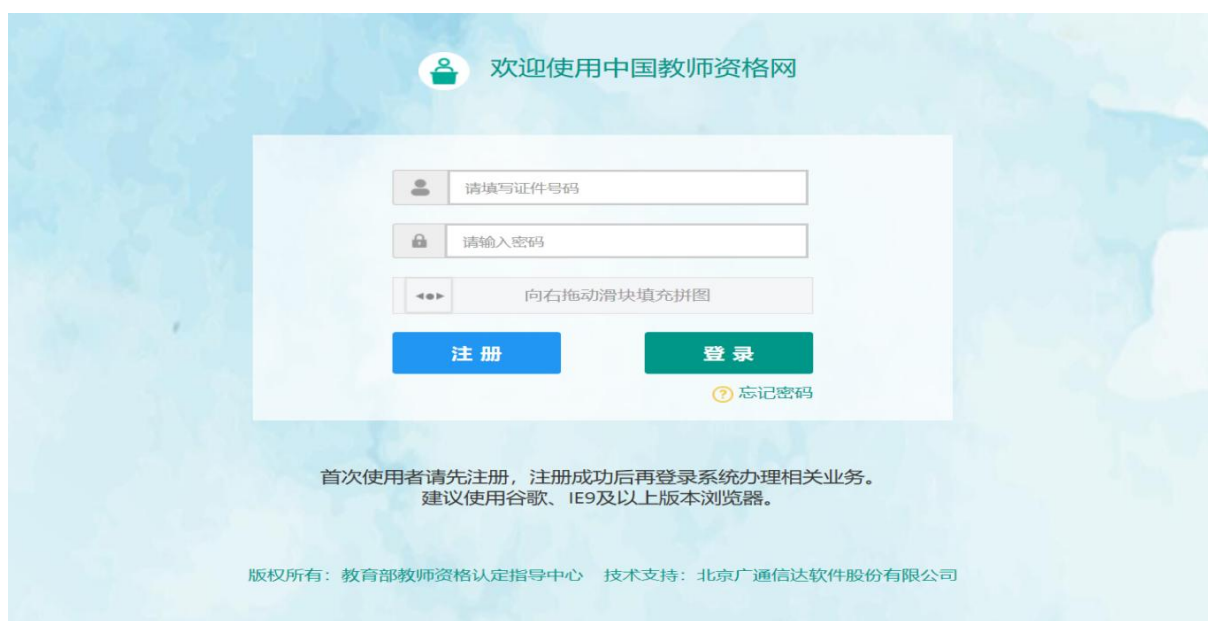 欢迎使用中国教师资格网
请填写证件号码
请输入密码
向右拖动滑块填充拼图
注 册
登 录
? 忘记密码
首次使用者请先注册，注册成功后再登录系统办理相关业务。
建议使用谷歌、IE9及以上版本浏览器。
版权所有：教育部教师资格认定指导中心 技术支持：北京广通信达软件股份有限公司